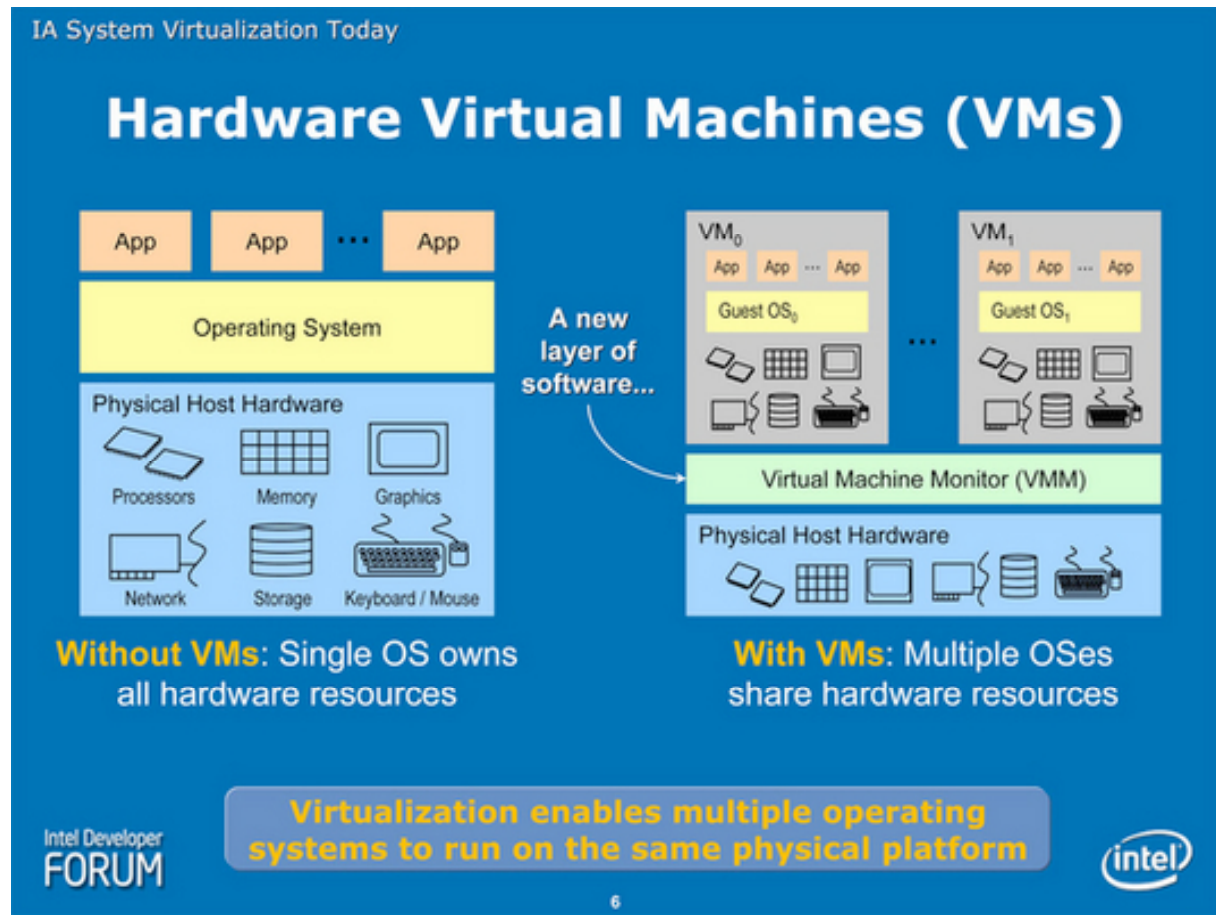 IA System Virtualization Today
Hardware Virtual Machines (VMs)
App App ... App
Operating System
Physical Host Hardware
Processors Memory Graphics
Network Storage Keyboard / Mouse
Without VMs: Single OS owns
all hardware resources
A new
layer of
software...
VM0
App App ... App
Guest OS0
...
VM1
App App ... App
Guest OS1
Virtual Machine Monitor (VMM)
Physical Host Hardware
With VMs: Multiple OSes
share hardware resources
Virtualization enables multiple operating
systems to run on the same physical platform
Intel Developer
FORUM
6
intel